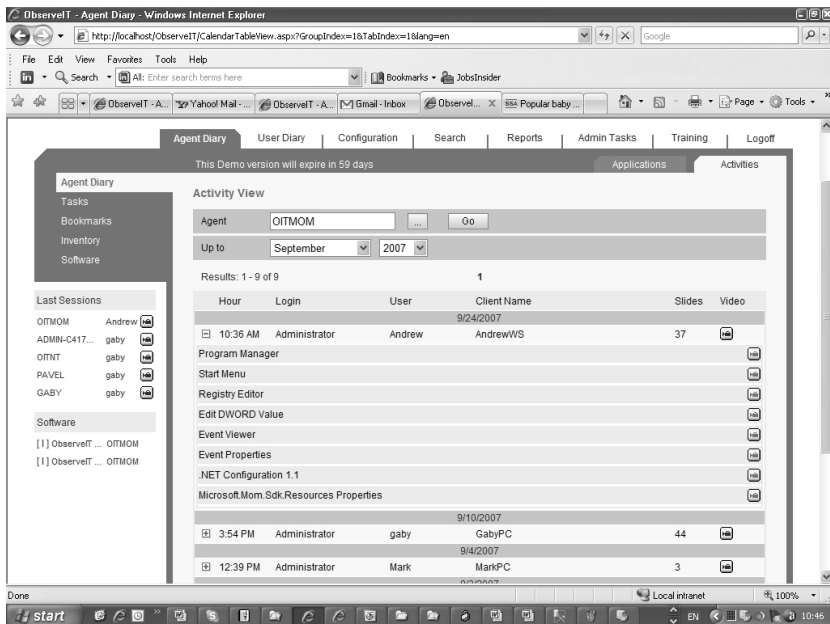 ObserveIT - Agent Diary - Windows Internet Explorer
http://localhost/ObserveIT/CalendarTableView.aspx?GroupIndex=1&TabIndex=1&lang=en
Google
File Edit View Favorites Tools Help
Search All: Enter search terms here Bookmarks JobsInsider
ObserveIT - A... Yahoo! Mail - ... ObserveIT - A... Gmail - Inbox Observel... X Popular baby ... Page Tools
Agent Diary User Diary Configuration Search Reports Admin Tasks Training Logoff
This Demo version will expire in 59 days Applications Activities
Agent Diary
Tasks
Bookmarks
Inventory
Software
Activity View
Agent OITMOM ... Go
Up to September 2007
Results: 1 - 9 of 9 1
Last Sessions
OITMOM Andrew
ADMIN-C417... gaby
OITNT gaby
PAVEL gaby
GABY gaby
Software
[ I ] ObserveIT ... OITMOM
[ I ] ObserveIT ... OITMOM
Hour Login User Client Name Slides Video
9/24/2007
10:36 AM Administrator Andrew AndrewWS 37
Program Manager
Start Menu
Registry Editor
Edit DWORD Value
Event Viewer
Event Properties
.NET Configuration 1.1
Microsoft.Mom.Sdk.Resources Properties
9/10/2007
3:54 PM Administrator gaby GabyPC 44
9/4/2007
12:39 PM Administrator Mark MarkPC 3
Done Local intranet 100%
start EN 10:46